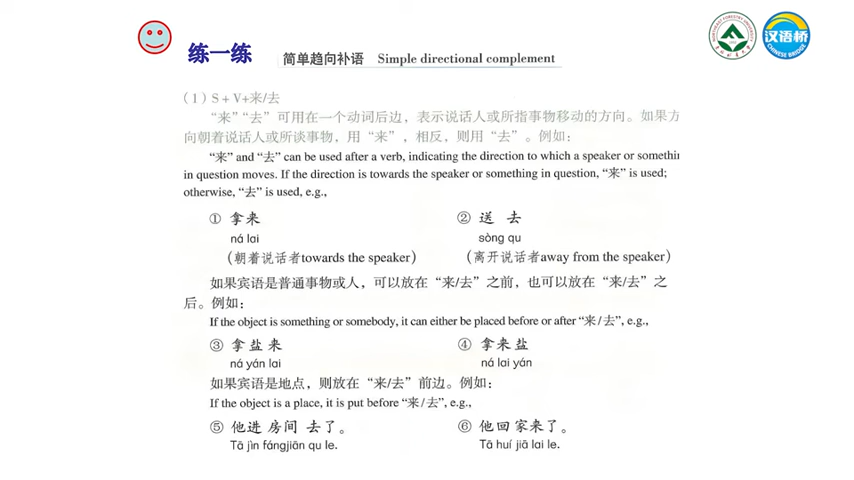 练一练
简单趋向补语 Simple directional complement
汉语桥
CHINESE BRIDGE
(1) S + V+来/去
“来”“去”可用在一个动词后边，表示说话人或所指事物移动的方向。如果方
向朝着说话人或所谈事物，用“来”，相反，则用“去”。例如：
“来” and “去” can be used after a verb, indicating the direction to which a speaker or somethin
in question moves. If the direction is towards the speaker or something in question, “来” is used;
otherwise, “去” is used, e.g.,
① 拿来 ② 送 去
ná lai sòng qu
（朝着说话者towards the speaker） （离开说话者away from the speaker）
如果宾语是普通事物或人，可以放在“来/去”之前，也可以放在“来/去”之
后。例如：
If the object is something or somebody, it can either be placed before or after “来/去”, e.g.,
③ 拿 盐 来 ④ 拿 来 盐
ná yán lai ná lai yán
如果宾语是地点，则放在“来/去”前边。例如：
If the object is a place, it is put before “来/去”, e.g.,
⑤ 他进 房间 去了。 ⑥ 他回 家来了。
Tā jìn fángjiān qu le. Tā huí jiā lai le.